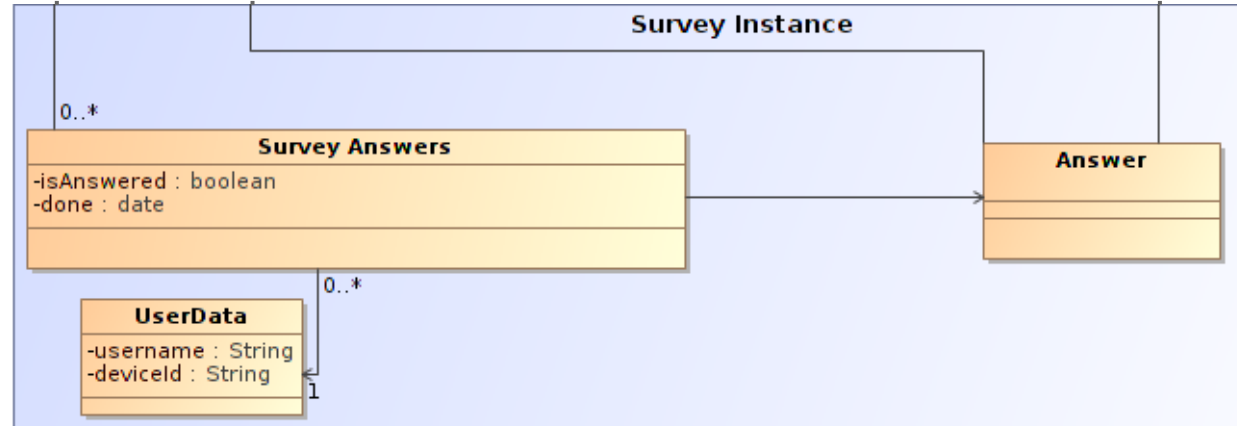 Survey Instance
0..*
Survey Answers
-isAnswered : boolean
-done : date
Answer
0..*
UserData
-username : String
-deviceId : String
1